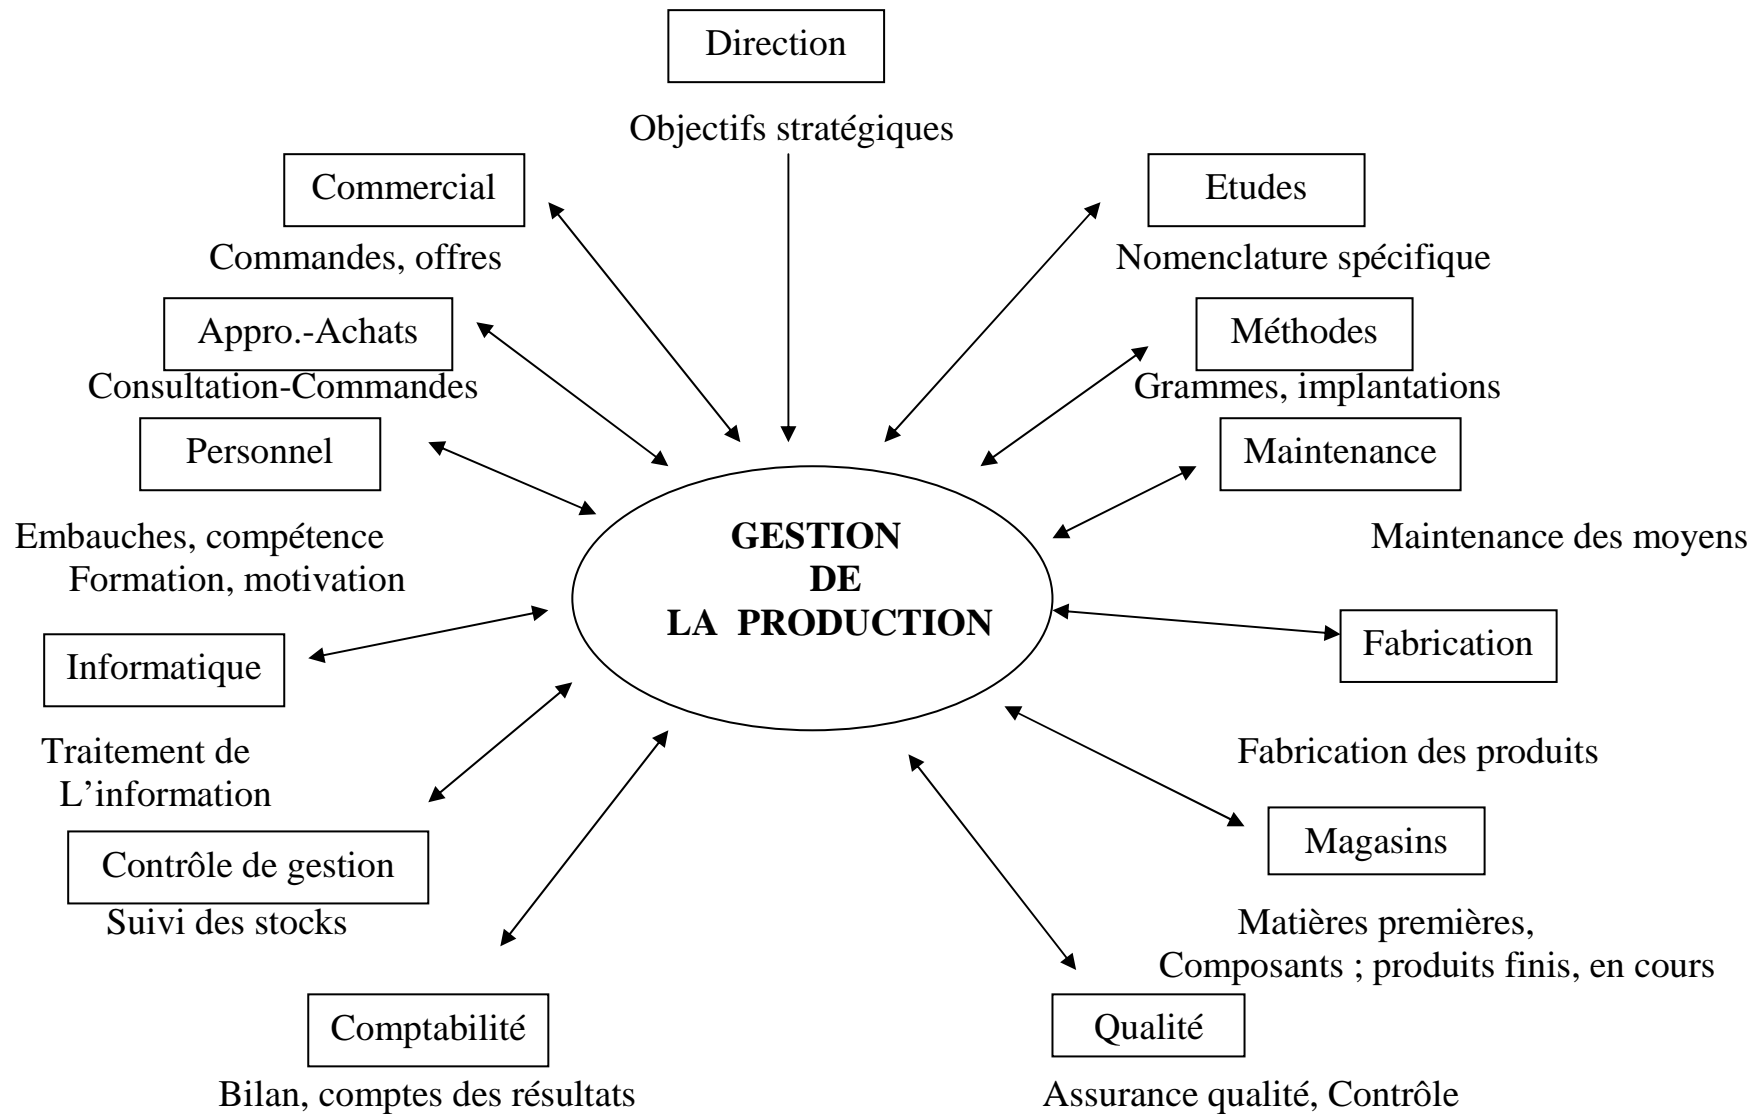 Direction
Objectifs stratégiques
Commercial
Etudes
Commandes, offres
Nomenclature spécifique
Appro.-Achats
Méthodes
Consultation-Commandes
Grammes, implantations
Personnel
Maintenance
GESTION
DE
LA PRODUCTION
Embauches, compétence
Formation, motivation
Maintenance des moyens
Informatique
Fabrication
Traitement de
L’information
Fabrication des produits
Contrôle de gestion
Magasins
Suivi des stocks
Matières premières,
Composants ; produits finis, en cours
Comptabilité
Qualité
Bilan, comptes des résultats
Assurance qualité, Contrôle